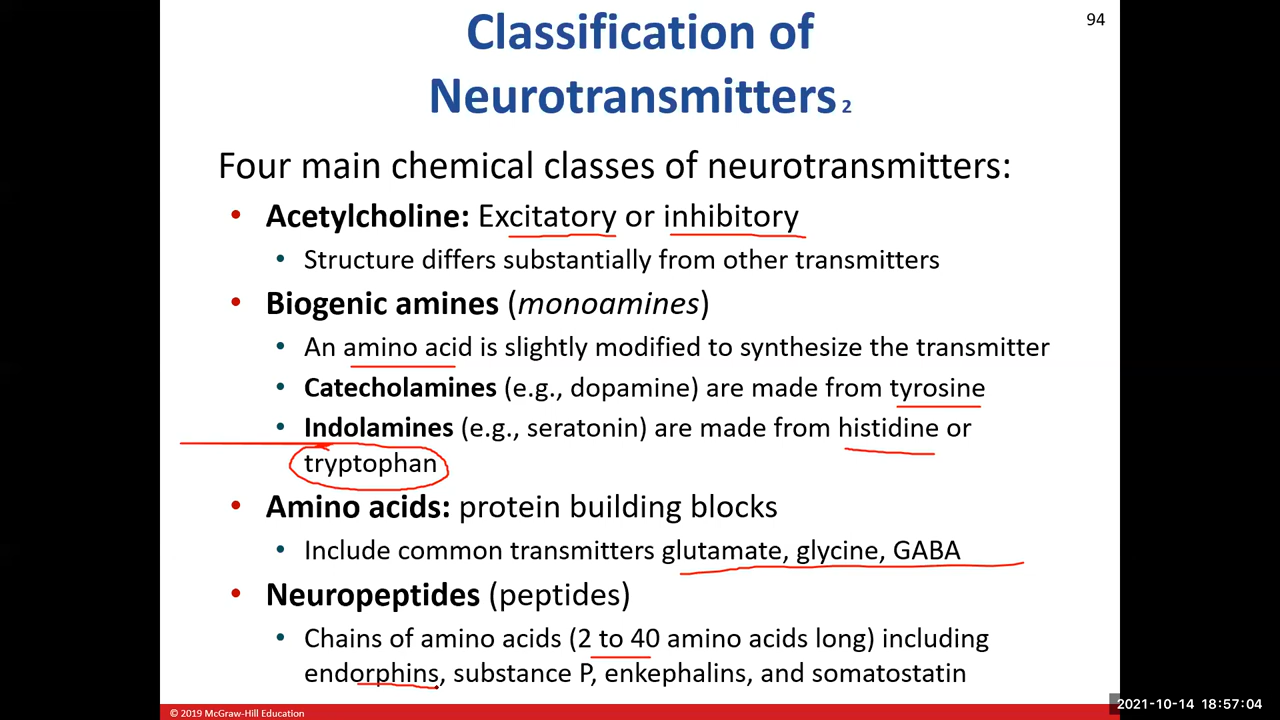 94
Classification of
Neurotransmitters 2
Four main chemical classes of neurotransmitters:
• Acetylcholine: Excitatory or inhibitory
• Structure differs substantially from other transmitters
• Biogenic amines (monoamines)
• An amino acid is slightly modified to synthesize the transmitter
• Catecholamines (e.g., dopamine) are made from tyrosine
• Indolamines (e.g., seratonin) are made from histidine or
tryptophan
• Amino acids: protein building blocks
• Include common transmitters glutamate, glycine, GABA
• Neuropeptides (peptides)
• Chains of amino acids (2 to 40 amino acids long) including
endorphins, substance P, enkephalins, and somatostatin
© 2019 McGraw-Hill Education
2021-10-14 18:57:04